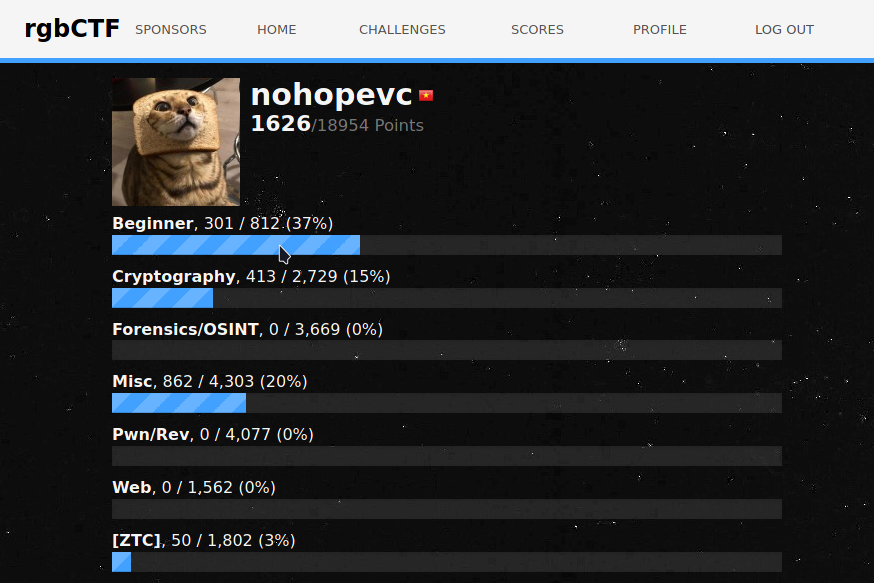 rgbCTF SPONSORS HOME CHALLENGES SCORES PROFILE LOG OUT
nohopevc
1626/18954 Points
Beginner, 301 / 812 (37%)
Cryptography, 413 / 2,729 (15%)
Forensics/OSINT, 0 / 3,669 (0%)
Misc, 862 / 4,303 (20%)
Pwn/Rev, 0 / 4,077 (0%)
Web, 0 / 1,562 (0%)
[ZTC], 50 / 1,802 (3%)